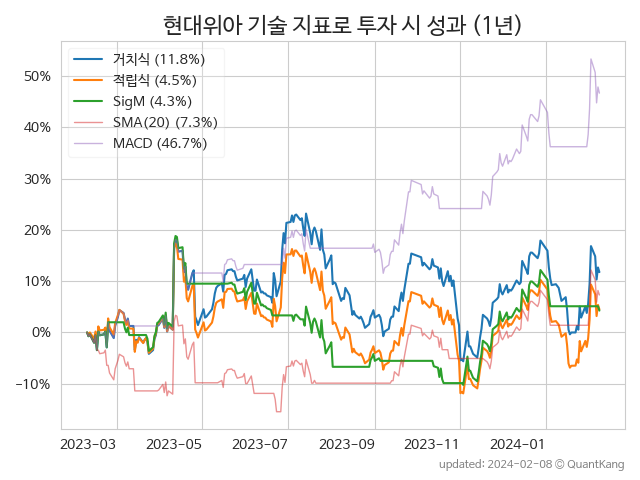 현대위아 기술 지표로 투자 시 성과 (1년)
거치식 (11.8%)
적립식 (4.5%)
SigM (4.3%)
SMA(20) (7.3%)
MACD (46.7%)
50%
40%
30%
20%
10%
0%
−10%
2023-03 2023-05 2023-07 2023-09 2023-11 2024-01
updated: 2024-02-08 © QuantKang